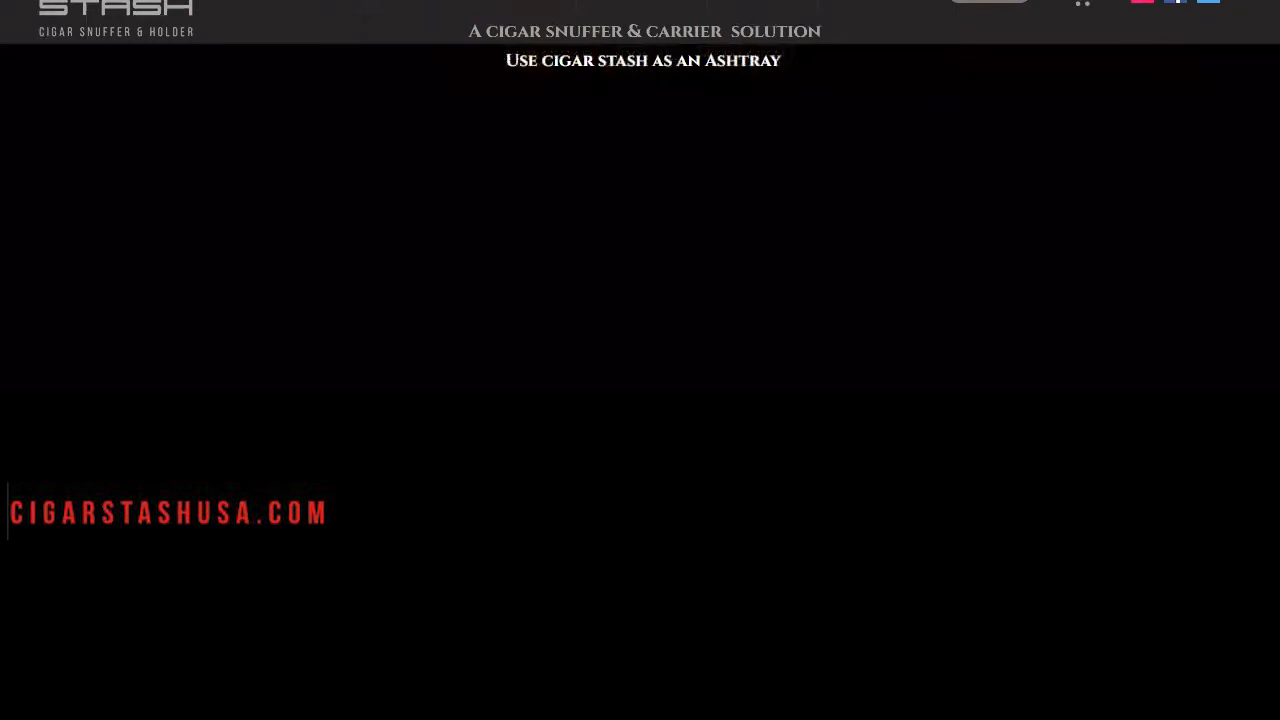 STASH
CIGAR SNUFFER & HOLDER
A CIGAR SNUFFER & CARRIER SOLUTION
USE CIGAR STASH AS AN ASHTRAY
CIGARSTASHUSA.COM